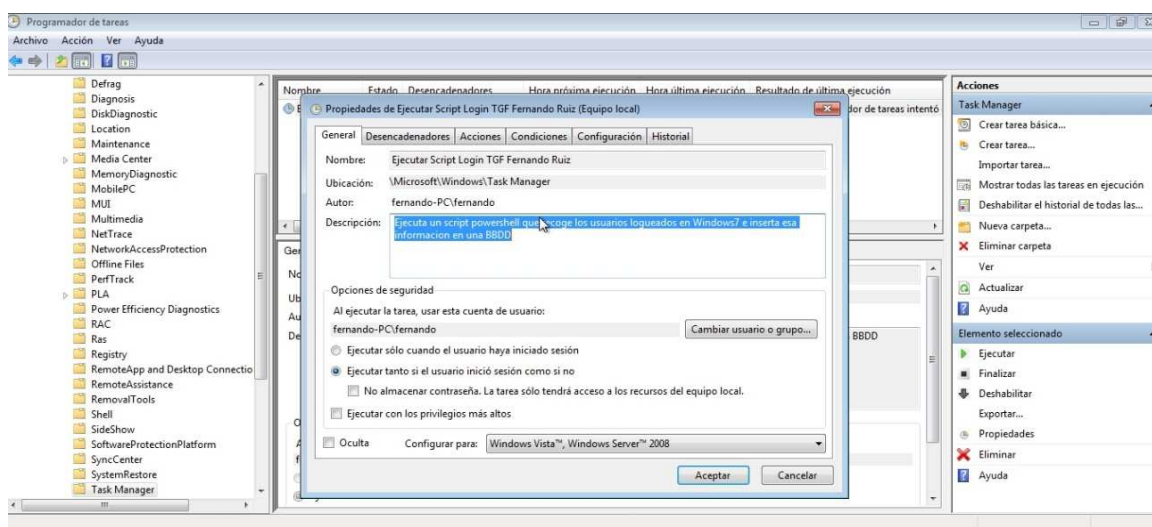 Programador de tareas
Archivo Acción Ver Ayuda
Defrag
Diagnosis
DiskDiagnostic
Location
Maintenance
Media Center
MemoryDiagnostic
MobilePC
MUI
Multimedia
NetTrace
NetworkAccessProtection
Offline Files
PerfTrack
PLA
Power Efficiency Diagnostics
RAC
Ras
Registry
RemoteApp and Desktop Connectio
RemoteAssistance
RemovalTools
Shell
SideShow
SoftwareProtectionPlatform
SyncCenter
SystemRestore
Task Manager
Nombre Estado Desencadenadores Hora próxima ejecución Hora última ejecución Resultado de última ejecución
dor de tareas intentó
Propiedades de Ejecutar Script Login TGF Fernando Ruiz (Equipo local)
General Desencadenadores Acciones Condiciones Configuración Historial
Nombre: Ejecutar Script Login TGF Fernando Ruiz
Ubicación: \Microsoft\Windows\Task Manager
Autor: fernando-PC\fernando
Descripción: Ejecuta un script powershell que recoge los usuarios logueados en Windows7 e inserta esa
informacion en una BBDD
Opciones de seguridad
Al ejecutar la tarea, usar esta cuenta de usuario:
fernando-PC\fernando Cambiar usuario o grupo...
Ejecutar sólo cuando el usuario haya iniciado sesión
Ejecutar tanto si el usuario inició sesión como si no
No almacenar contraseña. La tarea sólo tendrá acceso a los recursos del equipo local.
Ejecutar con los privilegios más altos
Oculta Configurar para: Windows Vista™, Windows Server™ 2008
Aceptar Cancelar
Ger
Ub
Au
De
BBDD
Acciones
Task Manager
Crear tarea básica...
Crear tarea...
Importar tarea...
Mostrar todas las tareas en ejecución
Deshabilitar el historial de todas las...
Nueva carpeta...
Eliminar carpeta
Ver
Actualizar
Ayuda
Elemento seleccionado
Ejecutar
Finalizar
Deshabilitar
Exportar...
Propiedades
Eliminar
Ayuda